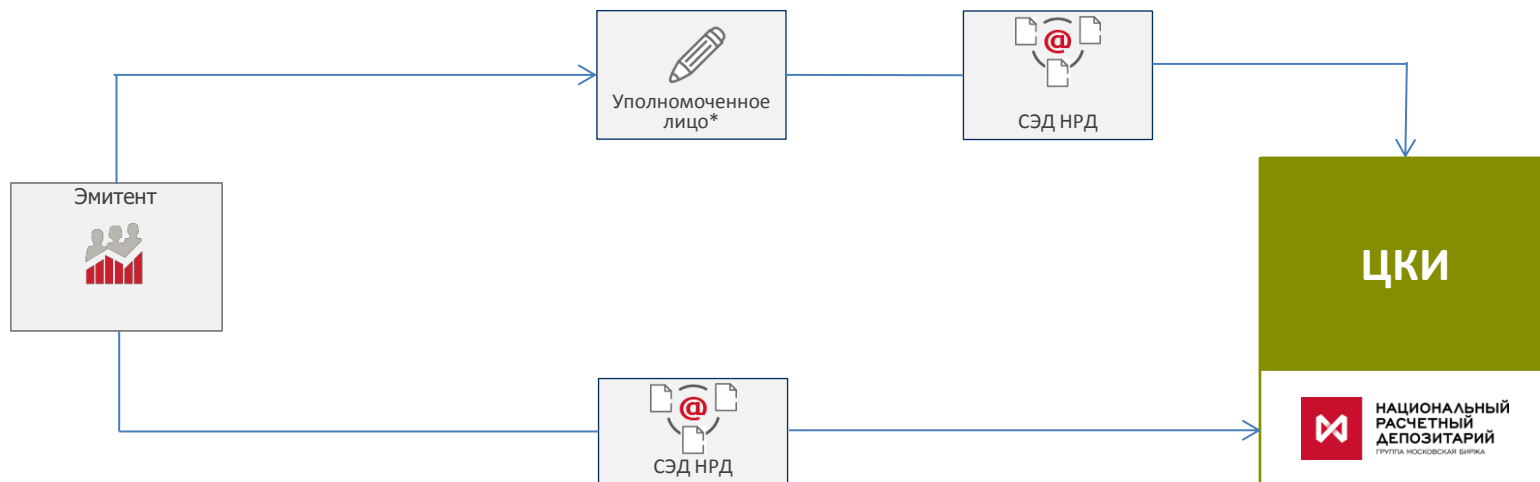 Уполномоченное
лицо*
@
СЭД НРД
Эмитент
ЦКИ
@
СЭД НРД
НАЦИОНАЛЬНЫЙ
РАСЧЕТНЫЙ
ДЕПОЗИТАРИЙ
ГРУППА МОСКОВСКАЯ БИРЖА